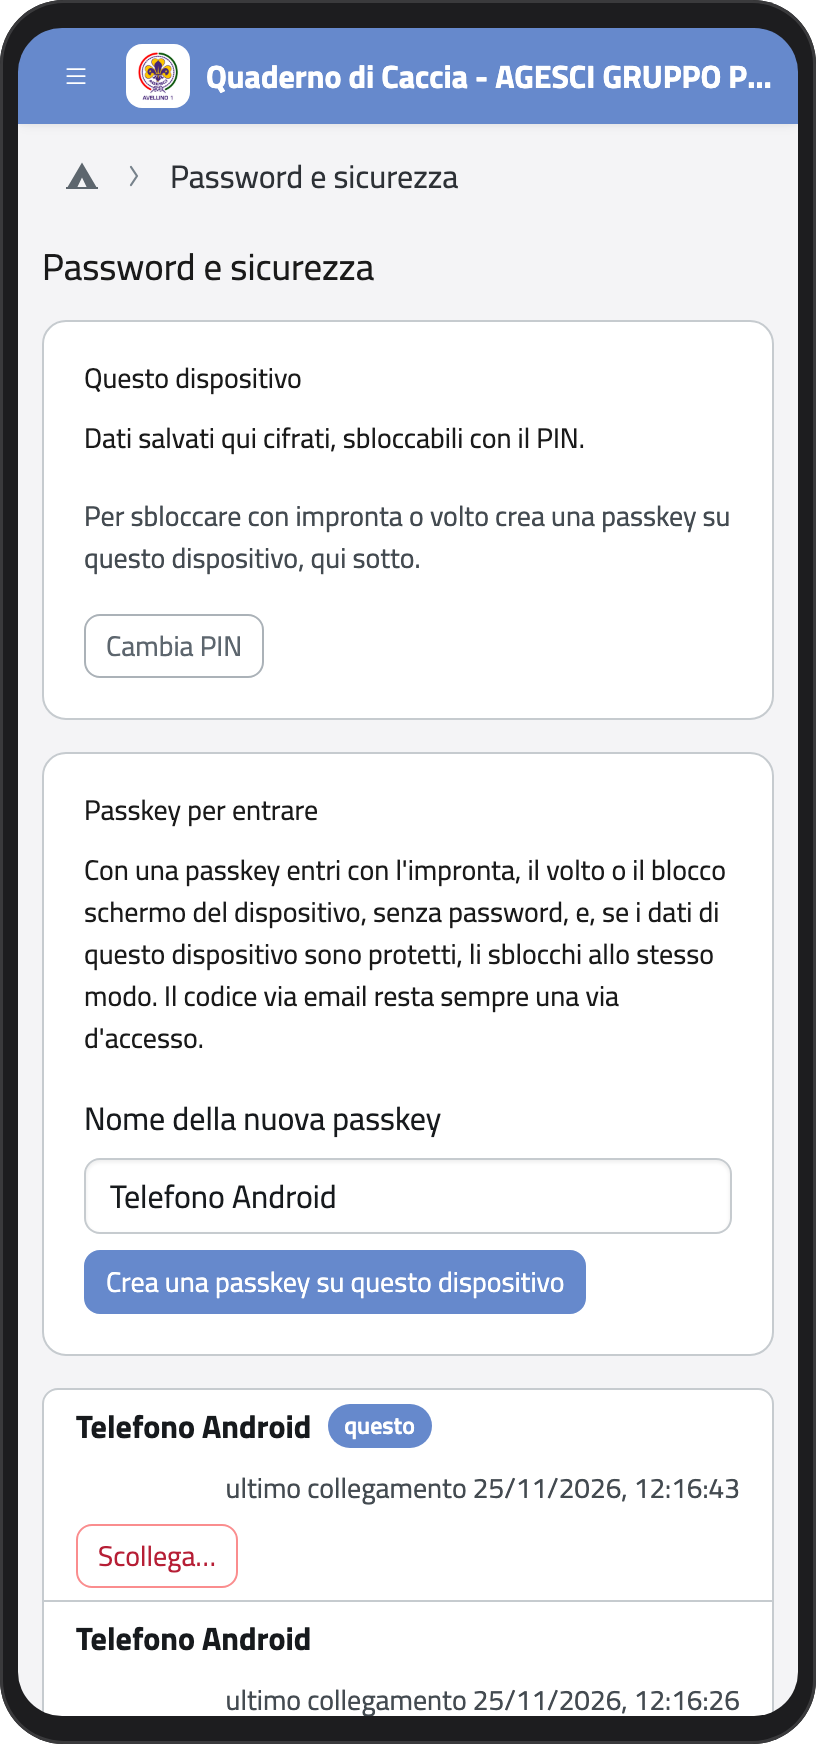 AVELLINO 1
Quaderno di Caccia - AGESCI GRUPPO P...
Password e sicurezza
Password e sicurezza
Questo dispositivo
Dati salvati qui cifrati, sbloccabili con il PIN.
Per sbloccare con impronta o volto crea una passkey su
questo dispositivo, qui sotto.
Cambia PIN
Passkey per entrare
Con una passkey entri con l'impronta, il volto o il blocco
schermo del dispositivo, senza password, e, se i dati di
questo dispositivo sono protetti, li sblocchi allo stesso
modo. Il codice via email resta sempre una via
d'accesso.
Nome della nuova passkey
Telefono Android
Crea una passkey su questo dispositivo
Telefono Android questo
ultimo collegamento 25/11/2026, 12:16:43
Scollega...
Telefono Android
ultimo collegamento 25/11/2026, 12:16:26